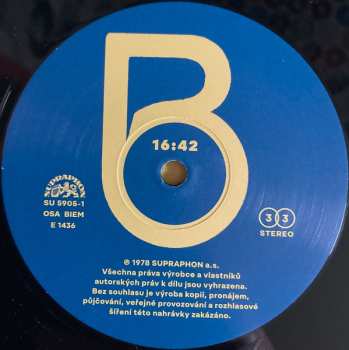 B
16:42
SUPRAPHON
SU 5905-1
OSA BIEM
E 1436
33
STEREO
℗ 1978 SUPRAPHON a.s.
Všechna práva výrobce a vlastníků
autorských práv k dílu jsou vyhrazena.
Bez souhlasu je výroba kopií, pronájem,
půjčování, veřejné provozování a rozhlasové
šíření této nahrávky zakázáno.